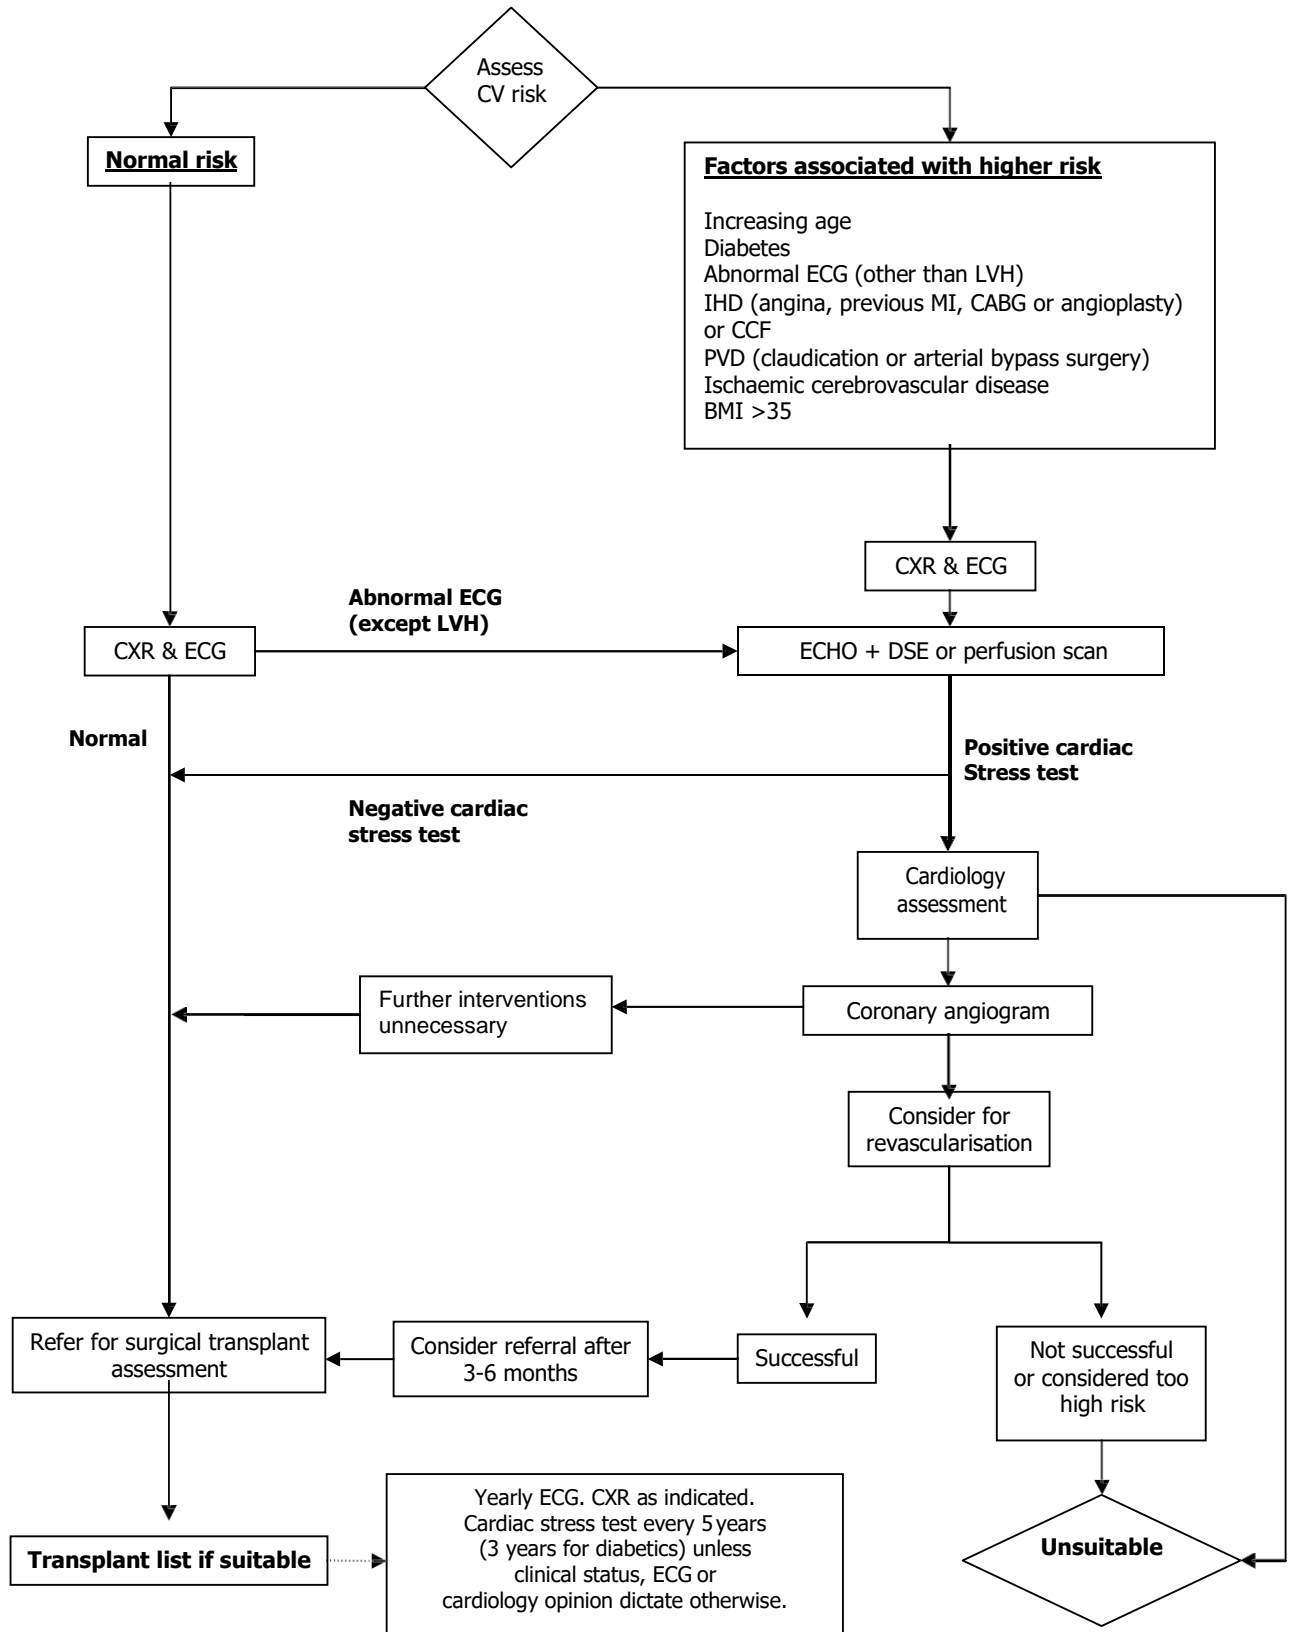 Assess
CV risk
Normal risk
Factors associated with higher risk
Increasing age
Diabetes
Abnormal ECG (other than LVH)
IHD (angina, previous MI, CABG or angioplasty)
or CCF
PVD (claudication or arterial bypass surgery)
Ischaemic cerebrovascular disease
BMI >35
CXR & ECG
Abnormal ECG
(except LVH)
CXR & ECG
ECHO + DSE or perfusion scan
Normal
Positive cardiac
Stress test
Negative cardiac
stress test
Cardiology
assessment
Further interventions
unnecessary
Coronary angiogram
Consider for
revascularisation
Refer for surgical transplant
assessment
Consider referral after
3-6 months
Successful
Not successful
or considered too
high risk
Transplant list if suitable
Yearly ECG. CXR as indicated.
Cardiac stress test every 5 years
(3 years for diabetics) unless
clinical status, ECG or
cardiology opinion dictate otherwise.
Unsuitable